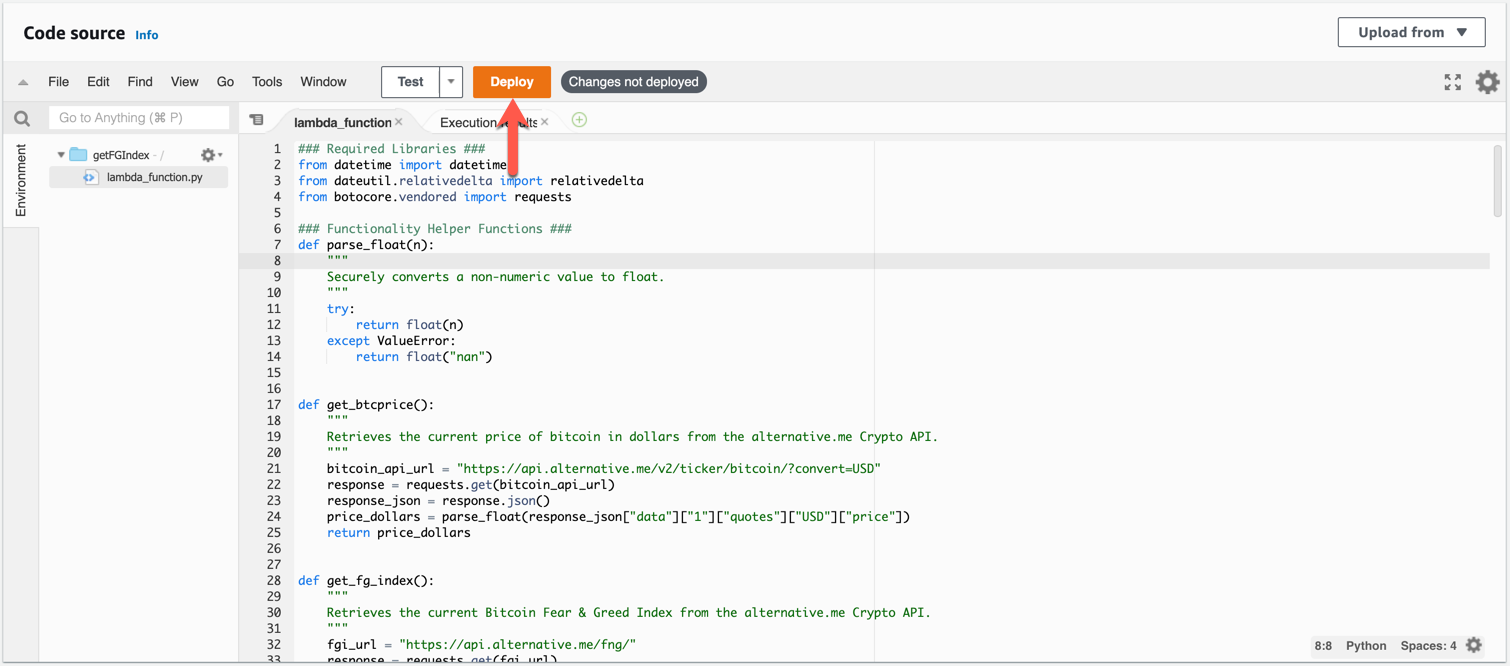 Code source Info
Upload from
File Edit Find View Go Tools Window Test Deploy Changes not deployed
Go to Anything (⌘ P)
lambda_function
Execution
Environment
getFGIndex - /
lambda_function.py
1 ### Required Libraries ###
2 from datetime import datetime
3 from dateutil.relativedelta import relativedelta
4 from botocore.vendored import requests
5
6 ### Functionality Helper Functions ###
7 def parse_float(n):
8 """
9 Securely converts a non-numeric value to float.
10 """
11 try:
12 return float(n)
13 except ValueError:
14 return float("nan")
15
16
17 def get_btcprice():
18 """
19 Retrieves the current price of bitcoin in dollars from the alternative.me Crypto API.
20 """
21 bitcoin_api_url = "https://api.alternative.me/v2/ticker/bitcoin/?convert=USD"
22 response = requests.get(bitcoin_api_url)
23 response_json = response.json()
24 price_dollars = parse_float(response_json["data"]["1"]["quotes"]["USD"]["price"])
25 return price_dollars
26
27
28 def get_fg_index():
29 """
30 Retrieves the current Bitcoin Fear & Greed Index from the alternative.me Crypto API.
31 """
32 fgi_url = "https://api.alternative.me/fng/"
33 response = requests.get(fgi_url)
8:8 Python Spaces: 4